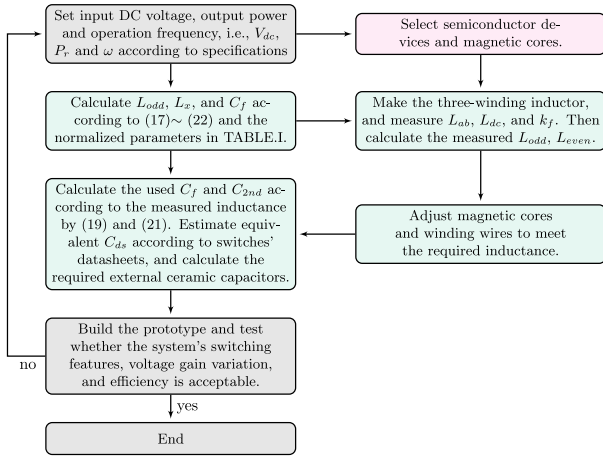 Set input DC voltage, output power
and operation frequency, i.e., V_dc,
P_r and ω according to specifications
Select semiconductor de-
vices and magnetic cores.
Calculate L_odd, L_x, and C_f ac-
cording to (17)∼ (22) and the
normalized parameters in TABLE.I.
Make the three-winding inductor,
and measure L_ab, L_dc, and k_f. Then
calculate the measured L_odd, L_even.
Calculate the used C_f and C_2nd ac-
cording to the measured inductance
by (19) and (21). Estimate equiv-
alent C_ds according to switches'
datasheets, and calculate the
required external ceramic capacitors.
Adjust magnetic cores
and winding wires to meet
the required inductance.
Build the prototype and test
whether the system's switching
features, voltage gain variation,
and efficiency is acceptable.
no
yes
End